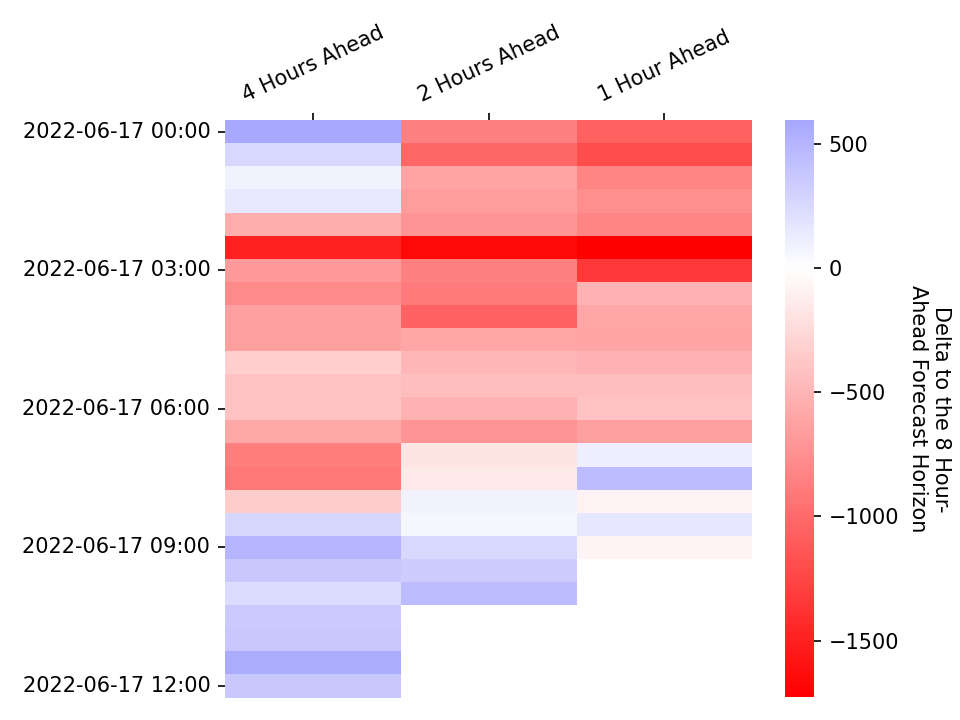 4 Hours Ahead
2 Hours Ahead
1 Hour Ahead
2022-06-17 00:00
2022-06-17 03:00
2022-06-17 06:00
2022-06-17 09:00
2022-06-17 12:00
500
0
−500
−1000
−1500
Delta to the 8 Hour-
Ahead Forecast Horizon